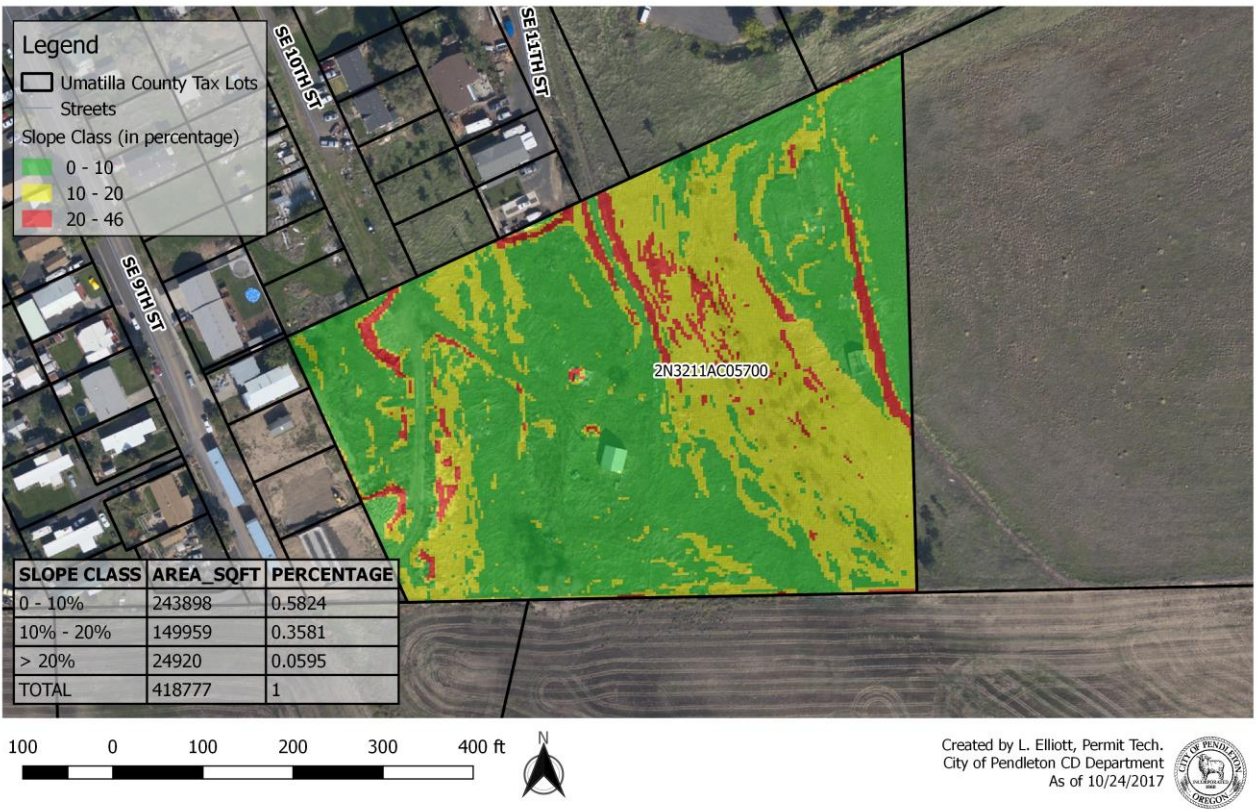 Legend
Umatilla County Tax Lots
Streets
Slope Class (in percentage)
0 - 10
10 - 20
20 - 46
SE 10TH ST
SE 11TH ST
SE 9TH ST
2N3211AC05700
SLOPE CLASS AREA_SQFT PERCENTAGE
0 - 10% 243898 0.5824
10% - 20% 149959 0.3581
> 20% 24920 0.0595
TOTAL 418777 1
100 0 100 200 300 400 ft
N
Created by L. Elliott, Permit Tech.
City of Pendleton CD Department
As of 10/24/2017
CITY OF PENDLETON
INCORPORATED
1880
OREGON